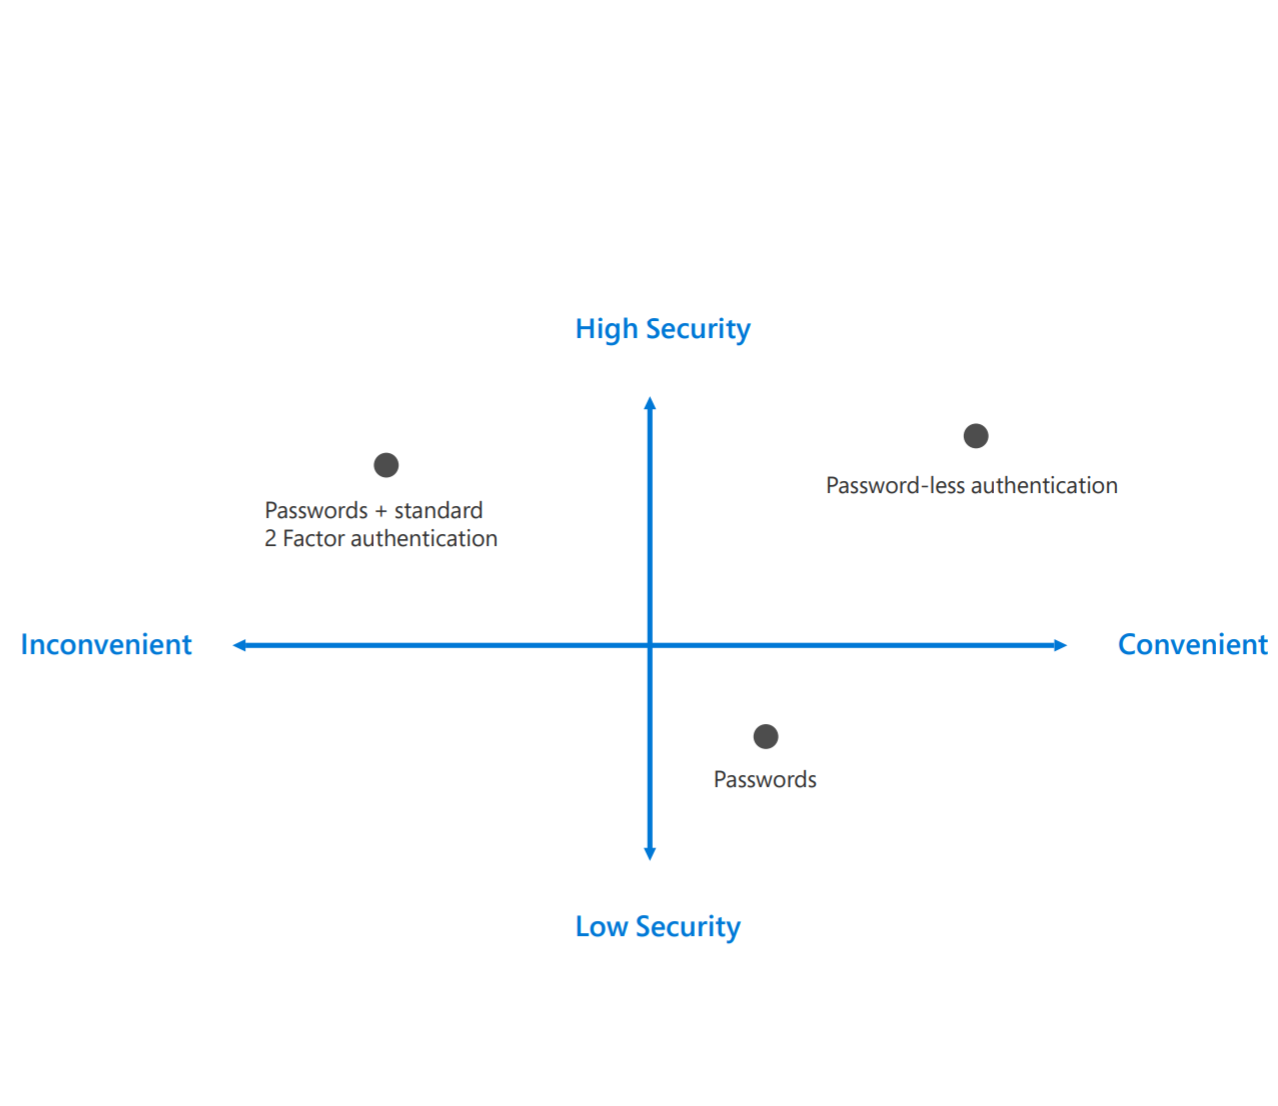 High Security
Password-less authentication
Passwords + standard
2 Factor authentication
Inconvenient
Convenient
Passwords
Low Security